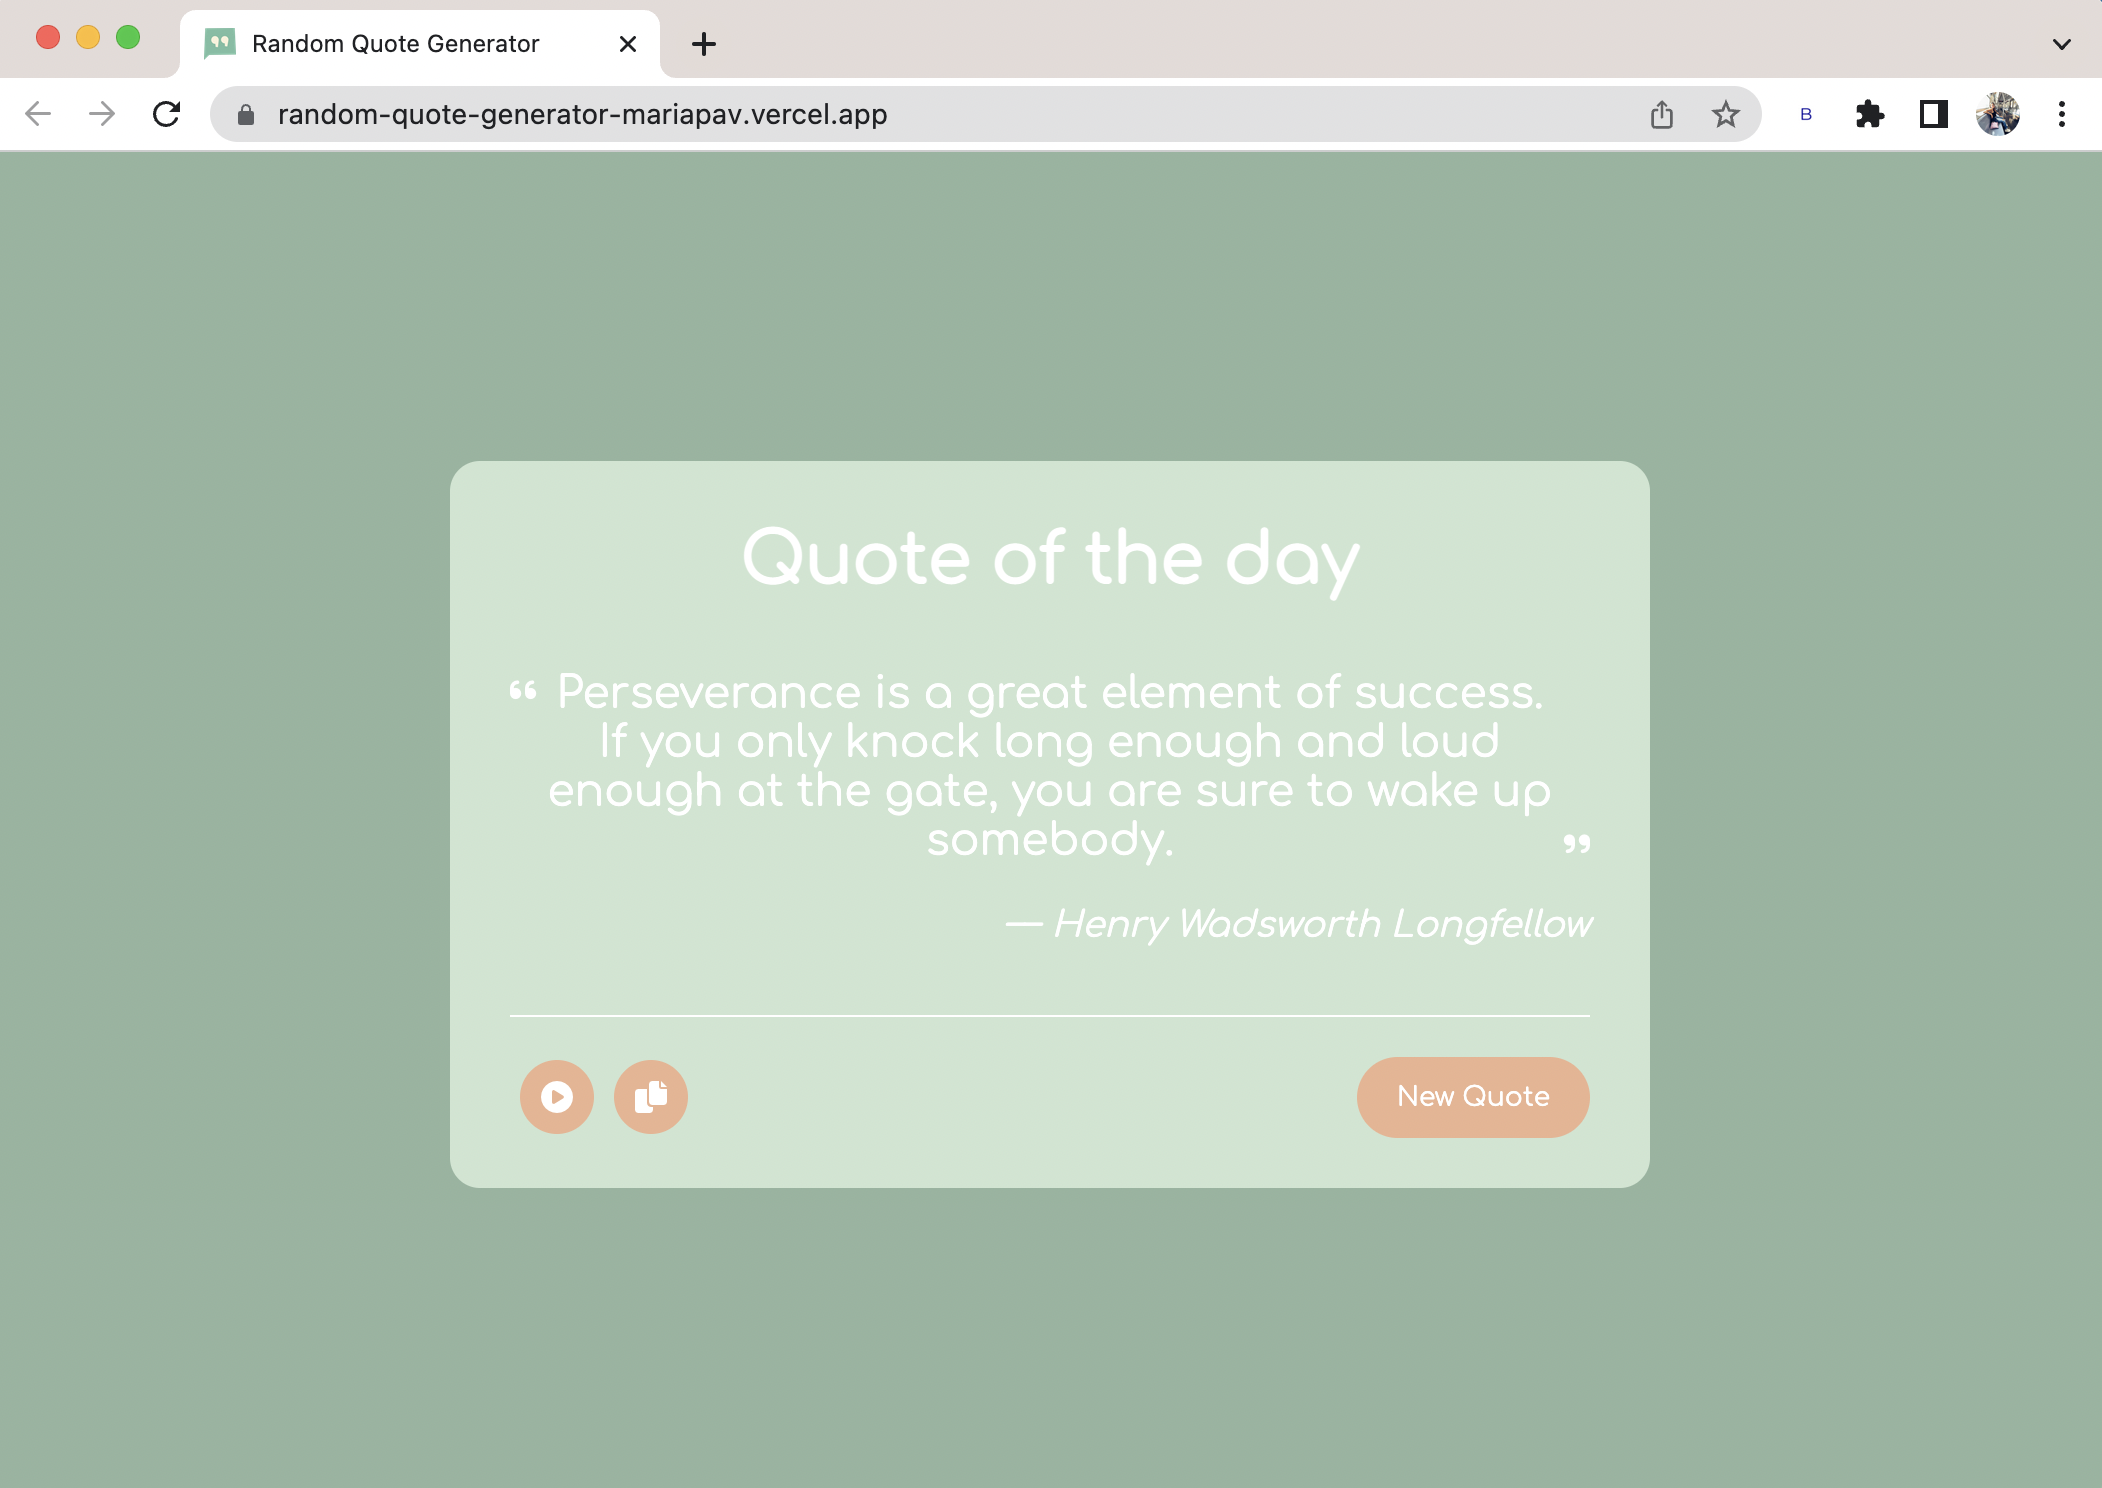 Random Quote Generator
random-quote-generator-mariapav.vercel.app
B
Quote of the day
“ Perseverance is a great element of success.
If you only knock long enough and loud
enough at the gate, you are sure to wake up
somebody. ”
— Henry Wadsworth Longfellow
New Quote